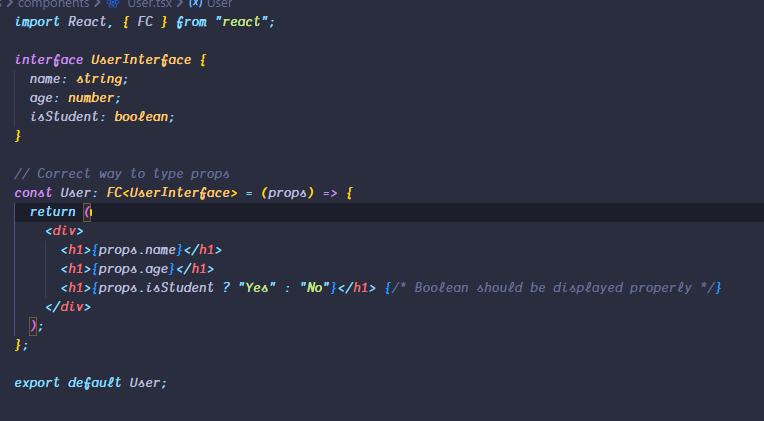 components > User.tsx > User
import React, { FC } from "react";
interface UserInterface {
name: string;
age: number;
isStudent: boolean;
}
// Correct way to type props
const User: FC<UserInterface> = (props) => {
return (
<div>
<h1>{props.name}</h1>
<h1>{props.age}</h1>
<h1>{props.isStudent ? "Yes" : "No"}</h1> {/* Boolean should be displayed properly */}
</div>
);
};
export default User;